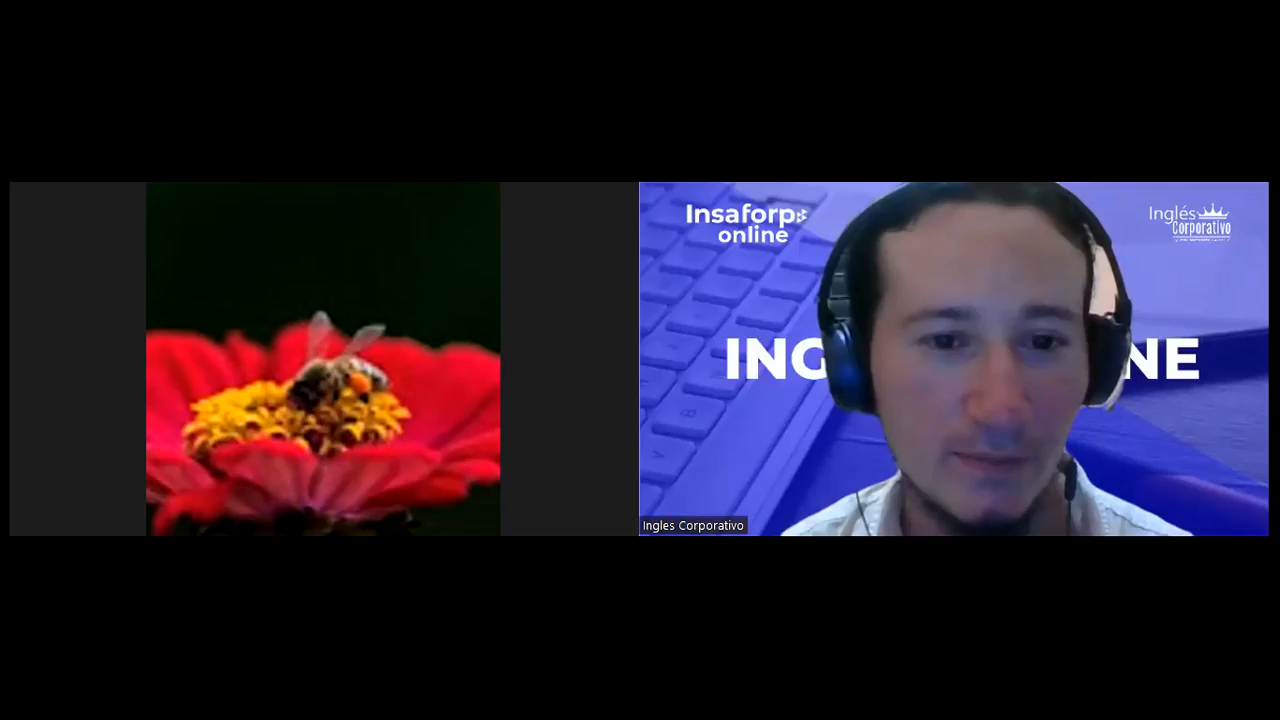 Insaforp
online
Inglés
Corporativo
ING
NE
Ingles Corporativo